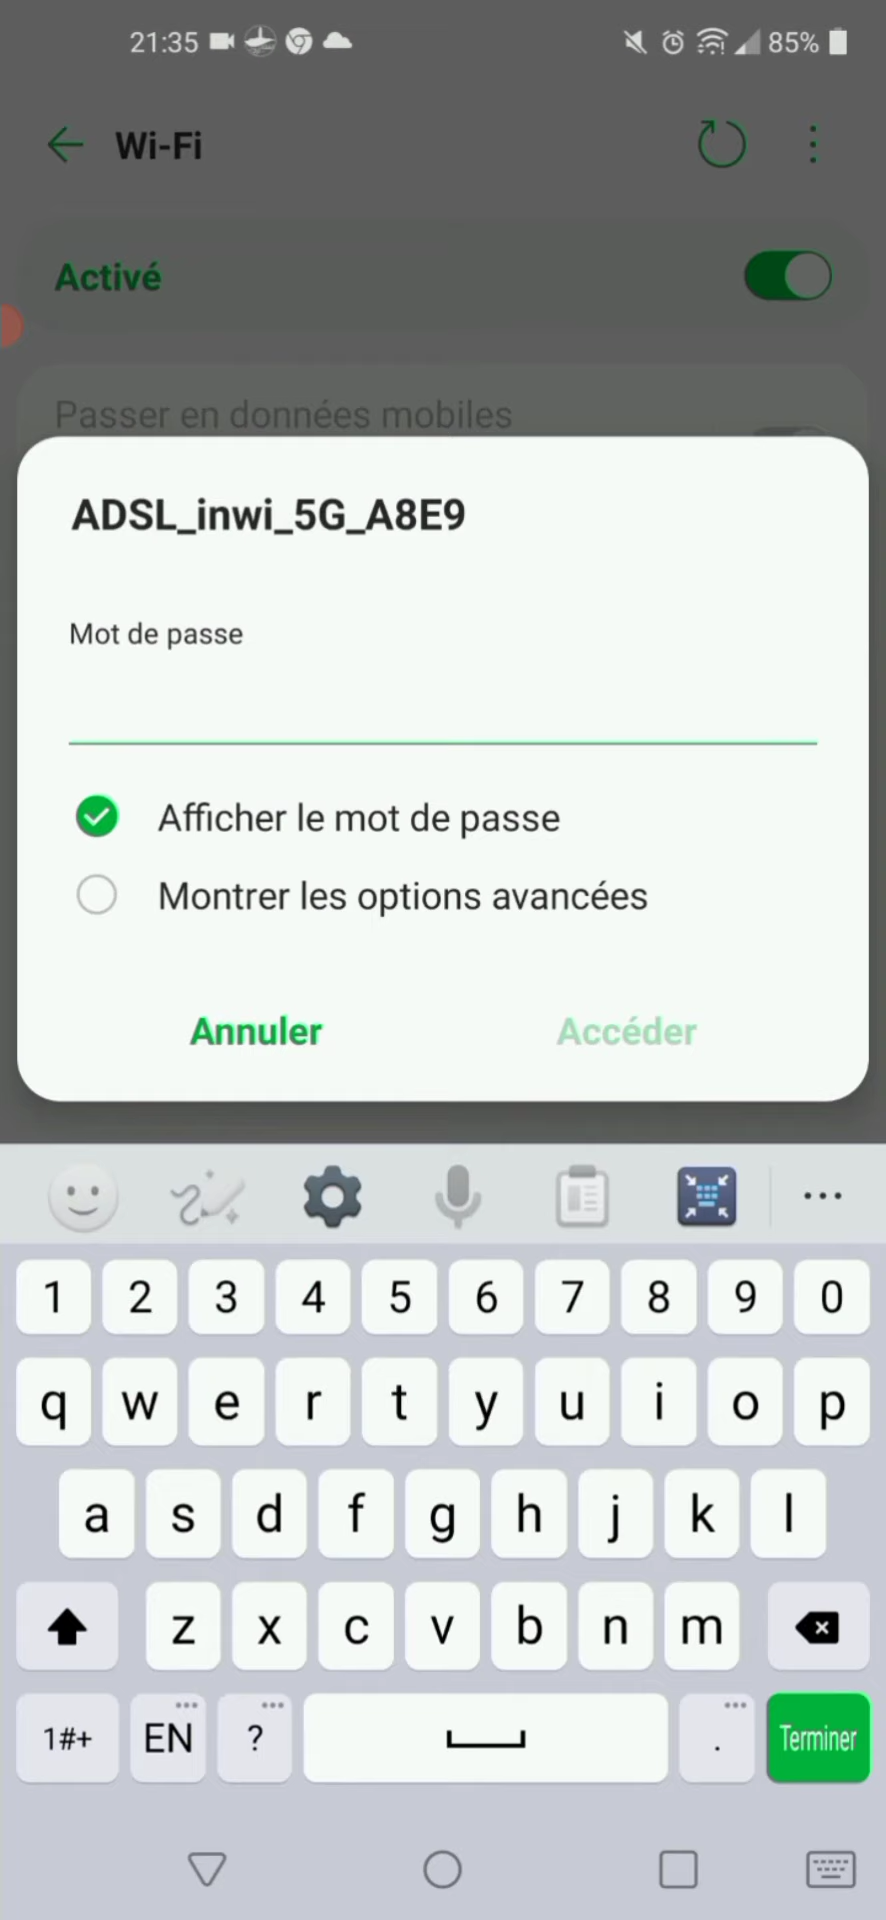 21:35 85%
Wi-Fi
Activé
Passer en données mobiles
ADSL_inwi_5G_A8E9
Mot de passe
Afficher le mot de passe
Montrer les options avancées
Annuler Accéder
1 2 3 4 5 6 7 8 9 0
q w e r t y u i o p
a s d f g h j k l
z x c v b n m
1#+ EN ? . Terminer